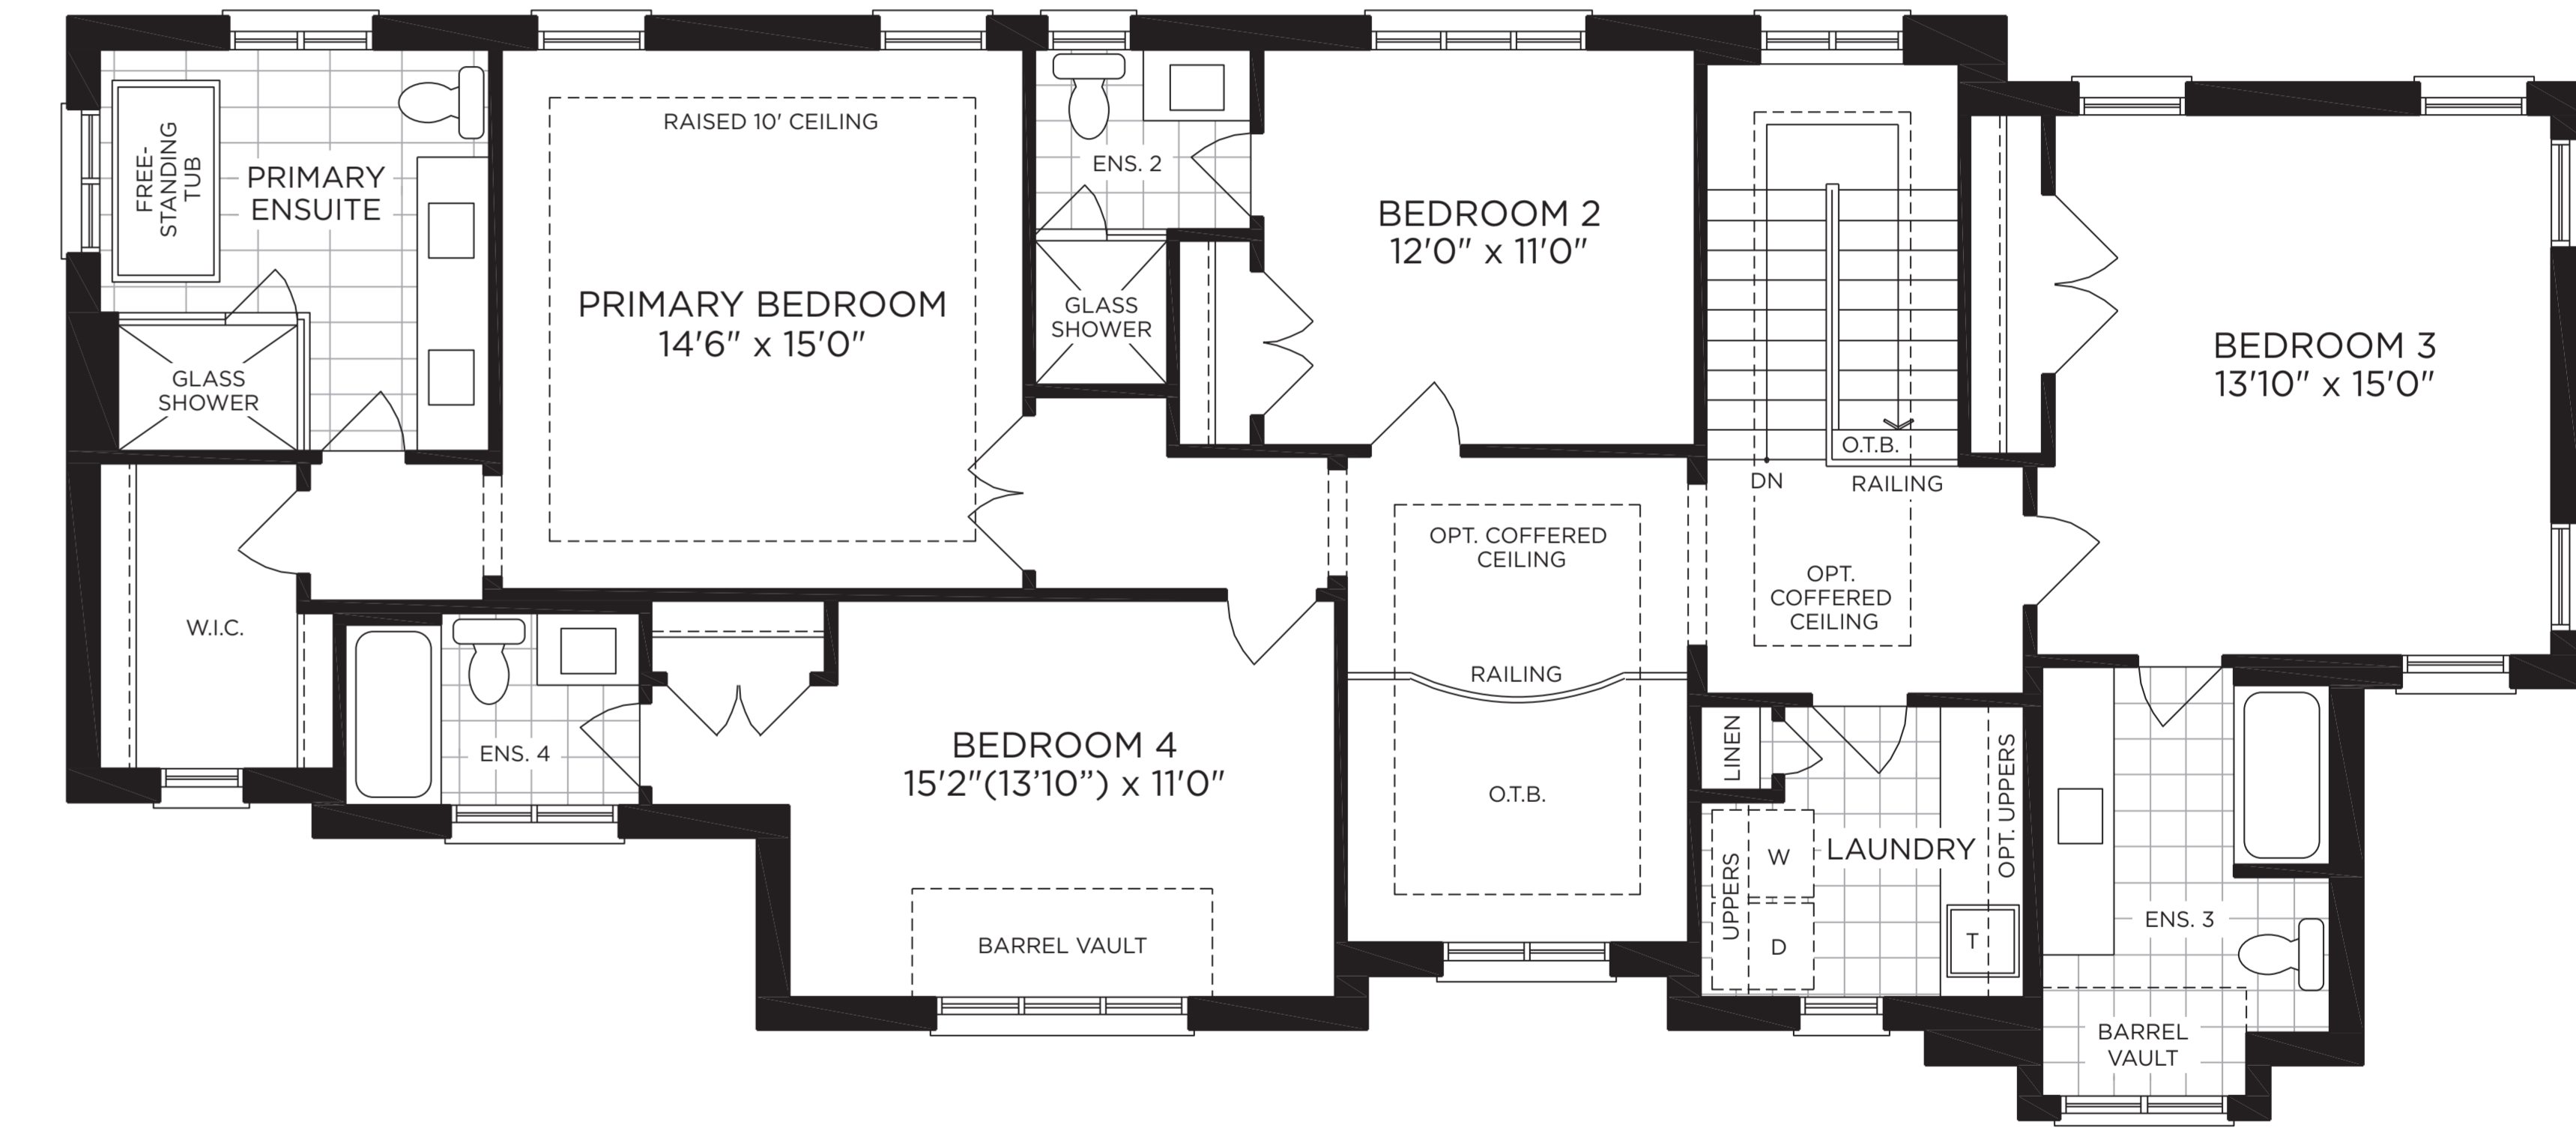 FREE-
STANDING
TUB
PRIMARY
ENSUITE
GLASS
SHOWER
RAISED 10' CEILING
PRIMARY BEDROOM
14'6" x 15'0"
ENS. 2
GLASS
SHOWER
BEDROOM 2
12'0" x 11'0"
O.T.B.
DN
RAILING
BEDROOM 3
13'10" x 15'0"
W.I.C.
ENS. 4
BEDROOM 4
15'2"(13’10”) x 11'0"
BARREL VAULT
OPT. COFFERED
CEILING
RAILING
O.T.B.
OPT.
COFFERED
CEILING
LINEN
UPPERS
W
D
LAUNDRY
OPT. UPPERS
T
ENS. 3
BARREL
VAULT